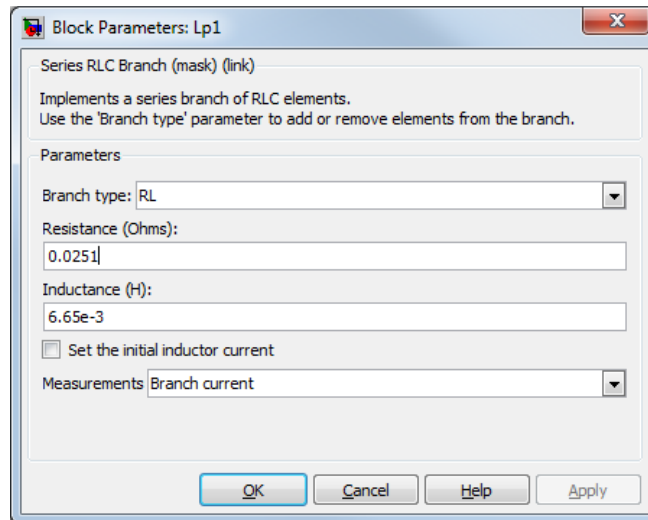 Block Parameters: Lp1
Series RLC Branch (mask) (link)
Implements a series branch of RLC elements.
Use the 'Branch type' parameter to add or remove elements from the branch.
Parameters
Branch type: RL
Resistance (Ohms):
0.0251
Inductance (H):
6.65e-3
Set the initial inductor current
Measurements Branch current
OK Cancel Help Apply